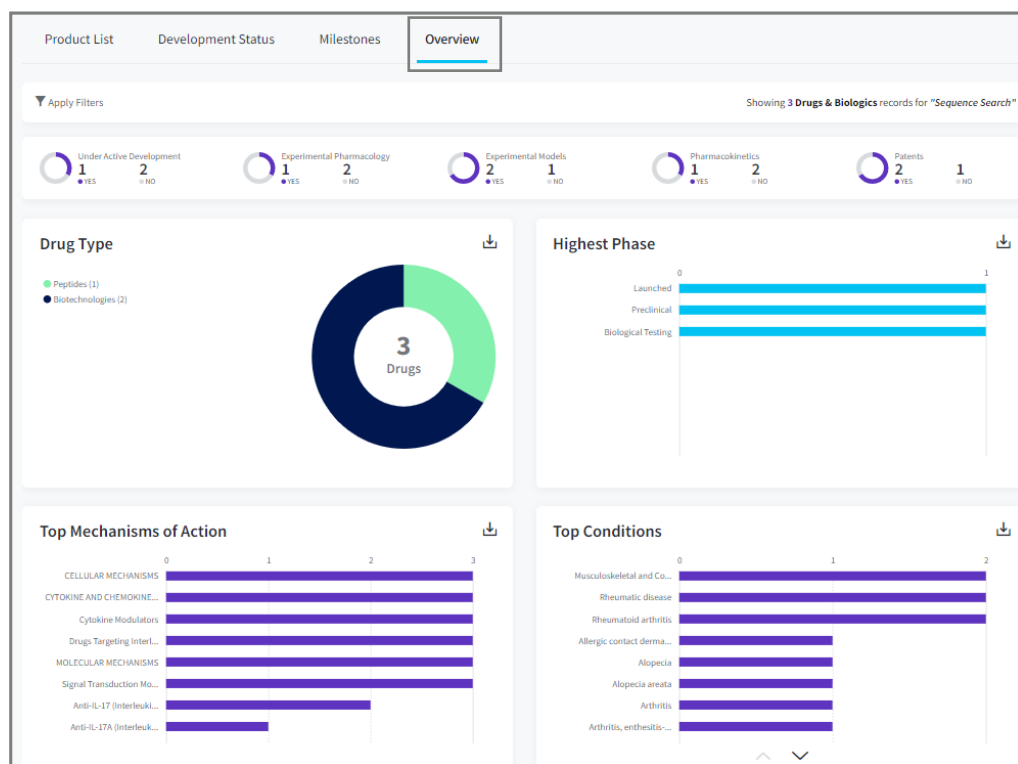 Product List Development Status Milestones Overview
Apply Filters Showing 3 Drugs & Biologics records for "Sequence Search"
Under Active Development Experimental Pharmacology Experimental Models Pharmacokinetics Patents
1 2 1 2 2 1 1 2 2 1
YES NO YES NO YES NO YES NO YES NO
Drug Type
Peptides (1)
Biotechnologies (2)
3
Drugs
Highest Phase
0 1
Launched
Preclinical
Biological Testing
Top Mechanisms of Action
0 1 2 3
CELLULAR MECHANISMS
CYTOKINE AND CHEMOKINE...
Cytokine Modulators
Drugs Targeting Interl...
MOLECULAR MECHANISMS
Signal Transduction Mo...
Anti-IL-17 (Interleuki...
Anti-IL-17A (Interleuk...
Top Conditions
0 1 2
Musculoskeletal and Co...
Rheumatic disease
Rheumatoid arthritis
Allergic contact derma...
Alopecia
Alopecia areata
Arthritis
Arthritis, enthesitis-...